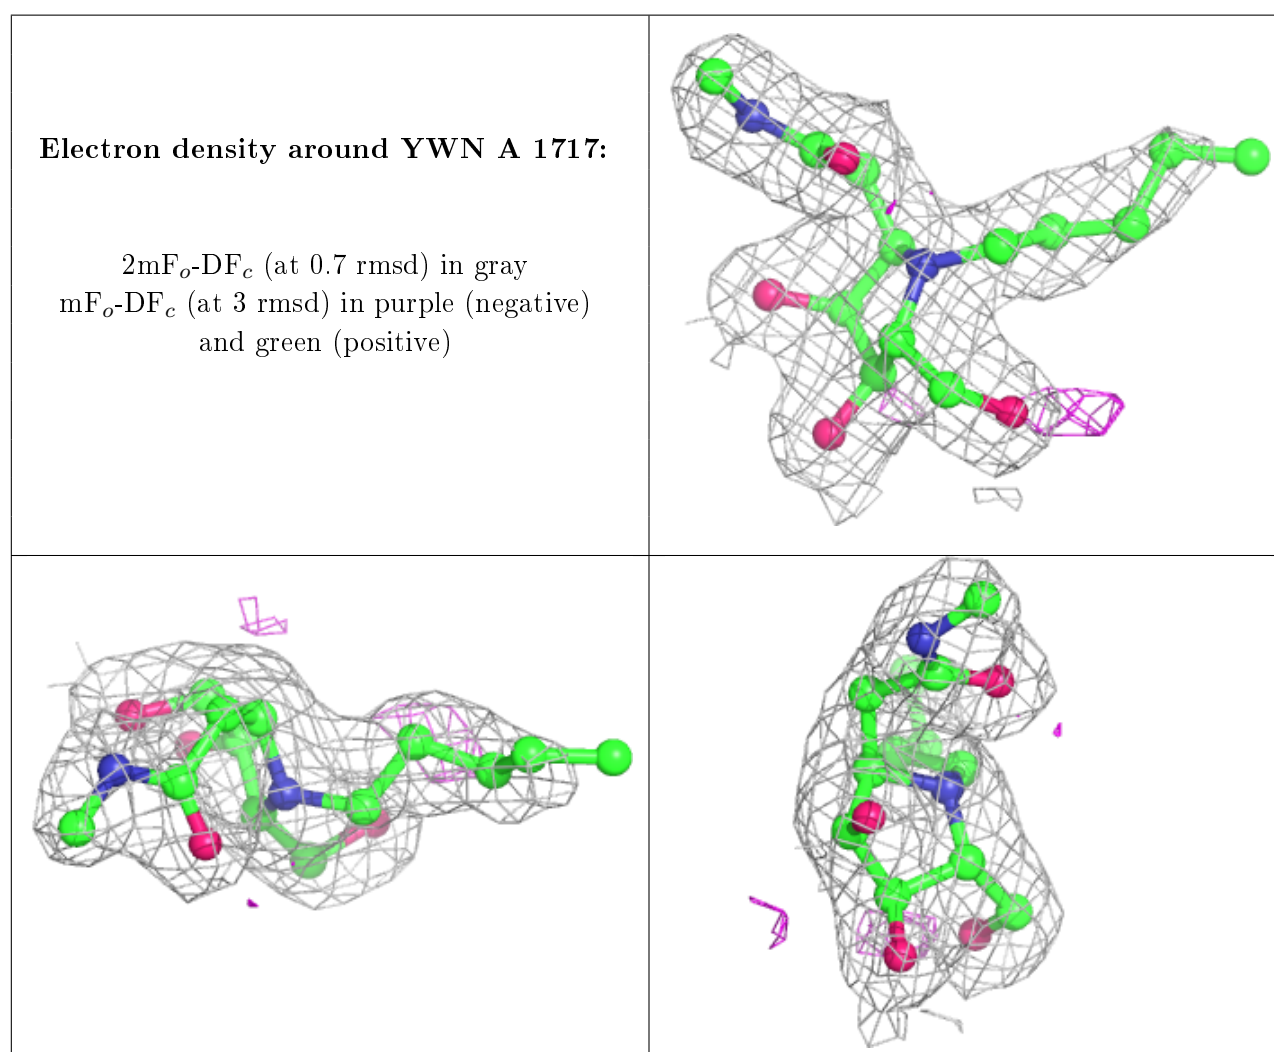 Electron density around YWN A 1717:
2mFo-DFc (at 0.7 rmsd) in gray
mFo-DFc (at 3 rmsd) in purple (negative)
and green (positive)